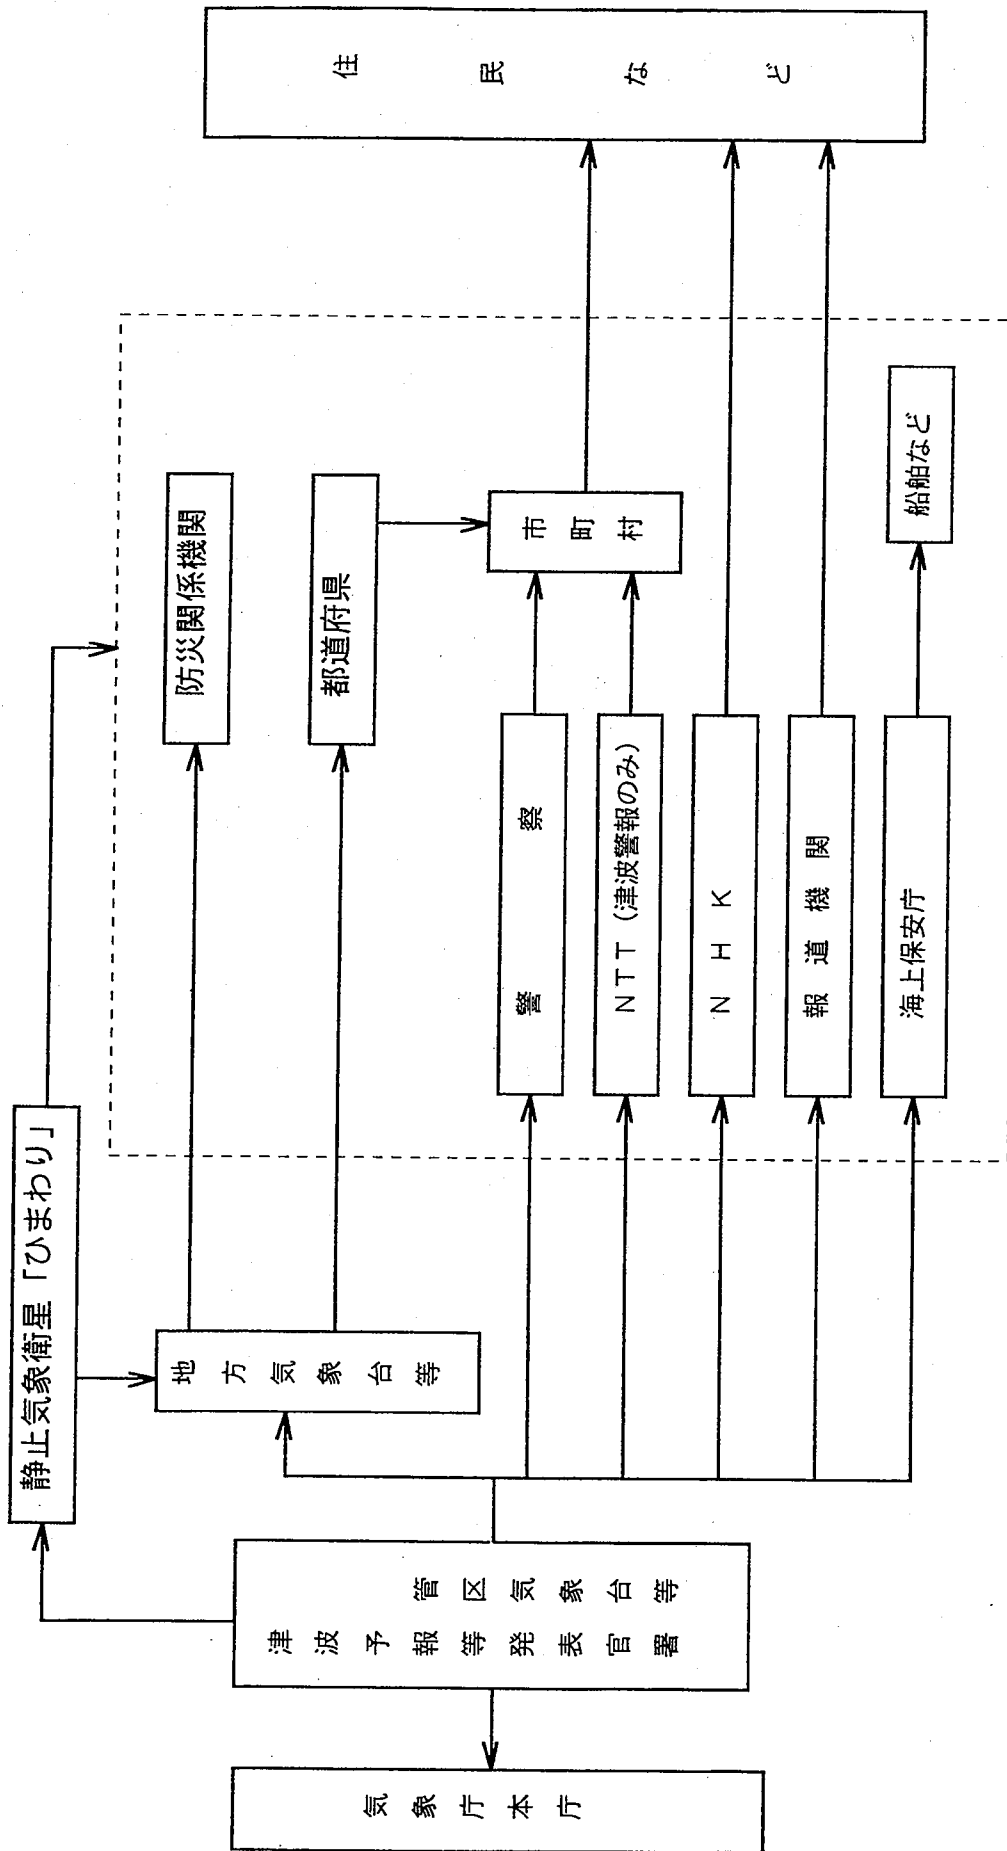 気象庁本庁
管区気象台等
津波予報等発表官署
静止気象衛星「ひまわり」
地方気象台等
防災関係機関
都道府県
警察
NTT(津波警報のみ)
NHK
報道機関
海上保安庁
市町村
船舶など
住民など